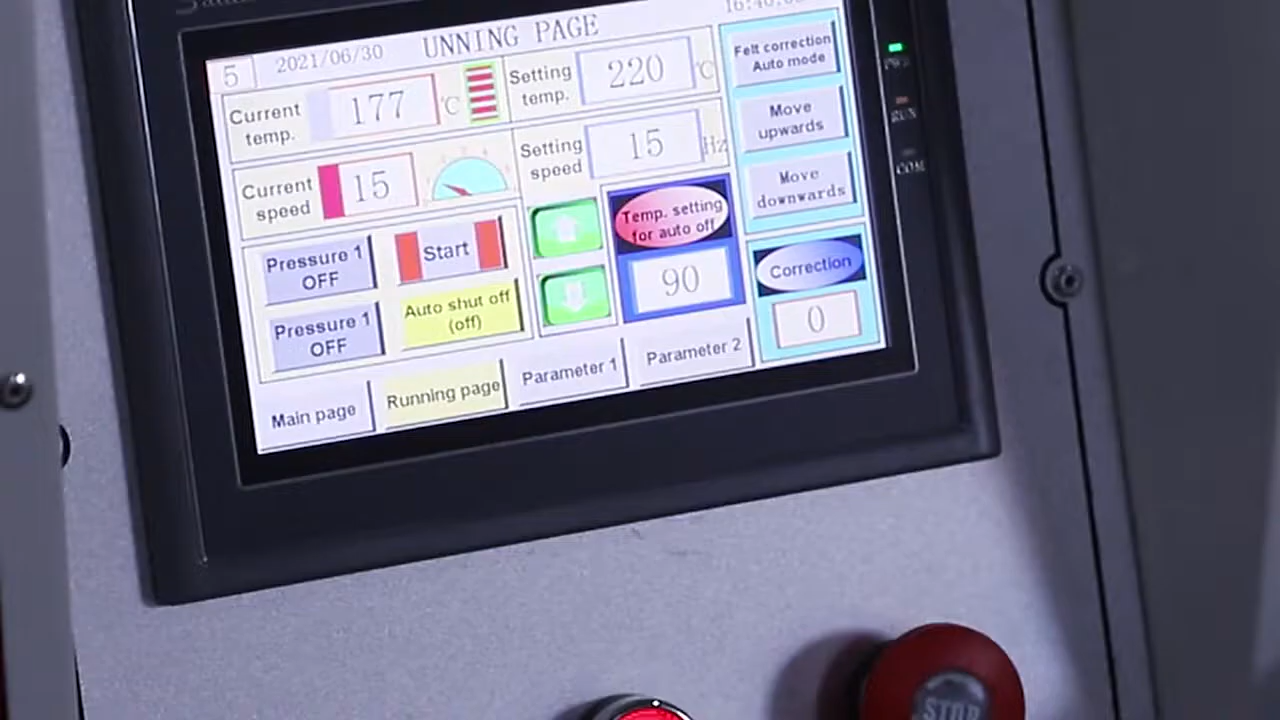 5
2021/06/30
UNNING PAGE
Current
temp.
177
℃
Setting
temp.
220
℃
Felt correction
Auto mode
Current
speed
15
Setting
speed
15
Hz
Move
upwards
Move
downwards
Pressure 1
OFF
Start
Temp. setting
for auto off
90
Correction
0
Pressure 1
OFF
Auto shut off
(off)
Main page
Running page
Parameter 1
Parameter 2
PWR
RUN
COM
STOP